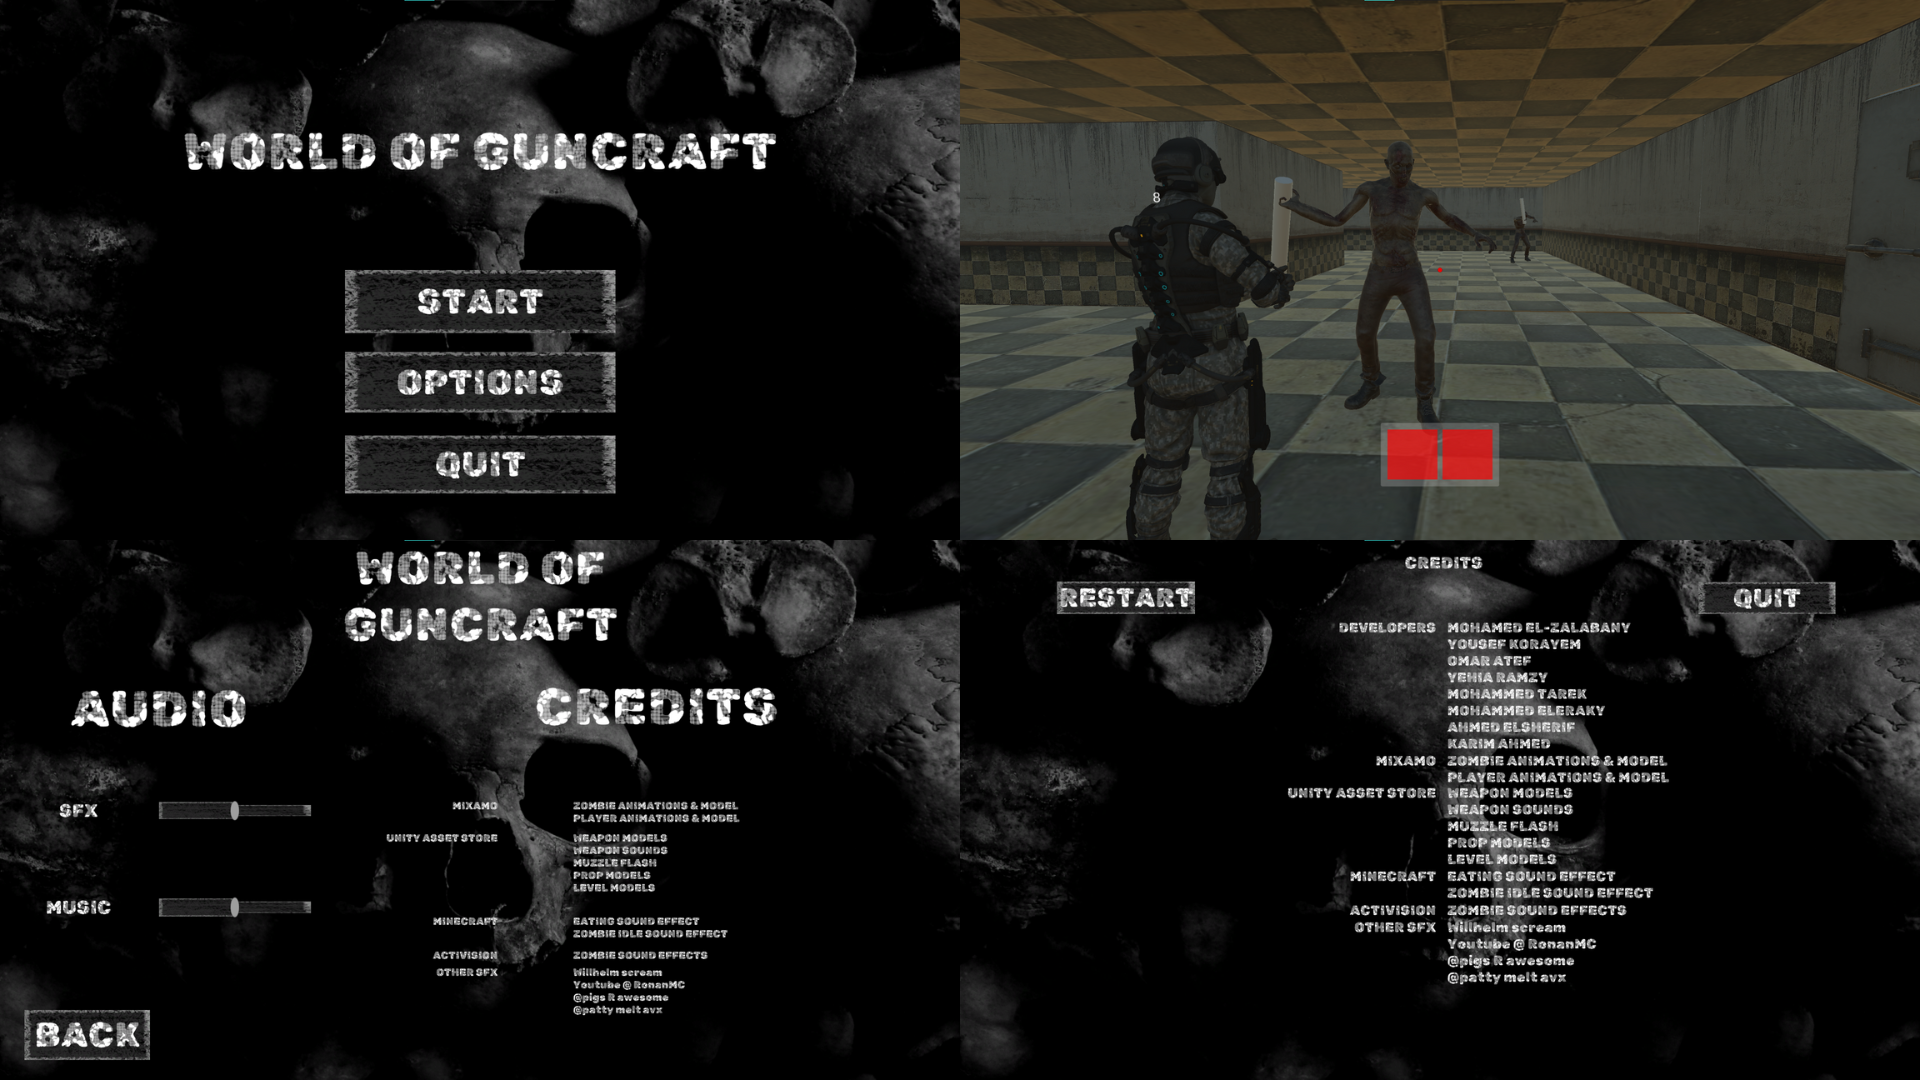 WORLD OF GUNCRAFT
START
OPTIONS
QUIT
8
WORLD OF
GUNCRAFT
AUDIO
SFX
MUSIC
BACK
CREDITS
MIXAMO ZOMBIE ANIMATIONS & MODEL
PLAYER ANIMATIONS & MODEL
UNITY ASSET STORE WEAPON MODELS
WEAPON SOUNDS
MUZZLE FLASH
PROP MODELS
LEVEL MODELS
MINECRAFT EATING SOUND EFFECT
ZOMBIE IDLE SOUND EFFECT
ACTIVISION ZOMBIE SOUND EFFECTS
OTHER SFX Willhelm scream
Youtube @ RonanMC
@pigs R awesome
@patty melt avx
CREDITS
RESTART
QUIT
DEVELOPERS MOHAMED EL-ZALABANY
YOUSEF KORAYEM
OMAR ATEF
YEHIA RAMZY
MOHAMMED TAREK
MOHAMMED ELERAKY
AHMED ELSHERIF
KARIM AHMED
MIXAMO ZOMBIE ANIMATIONS & MODEL
PLAYER ANIMATIONS & MODEL
UNITY ASSET STORE WEAPON MODELS
WEAPON SOUNDS
MUZZLE FLASH
PROP MODELS
LEVEL MODELS
MINECRAFT EATING SOUND EFFECT
ZOMBIE IDLE SOUND EFFECT
ACTIVISION ZOMBIE SOUND EFFECTS
OTHER SFX Willhelm scream
Youtube @ RonanMC
@pigs R awesome
@patty melt avx